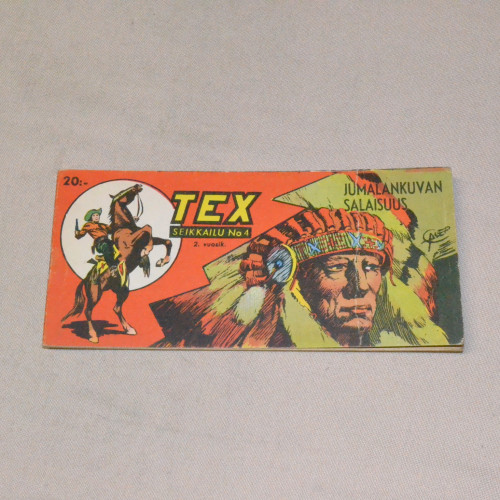 20:-
TEX
SEIKKAILU No 4
2. vuosik.
JUMALANKUVAN
SALAISUUS